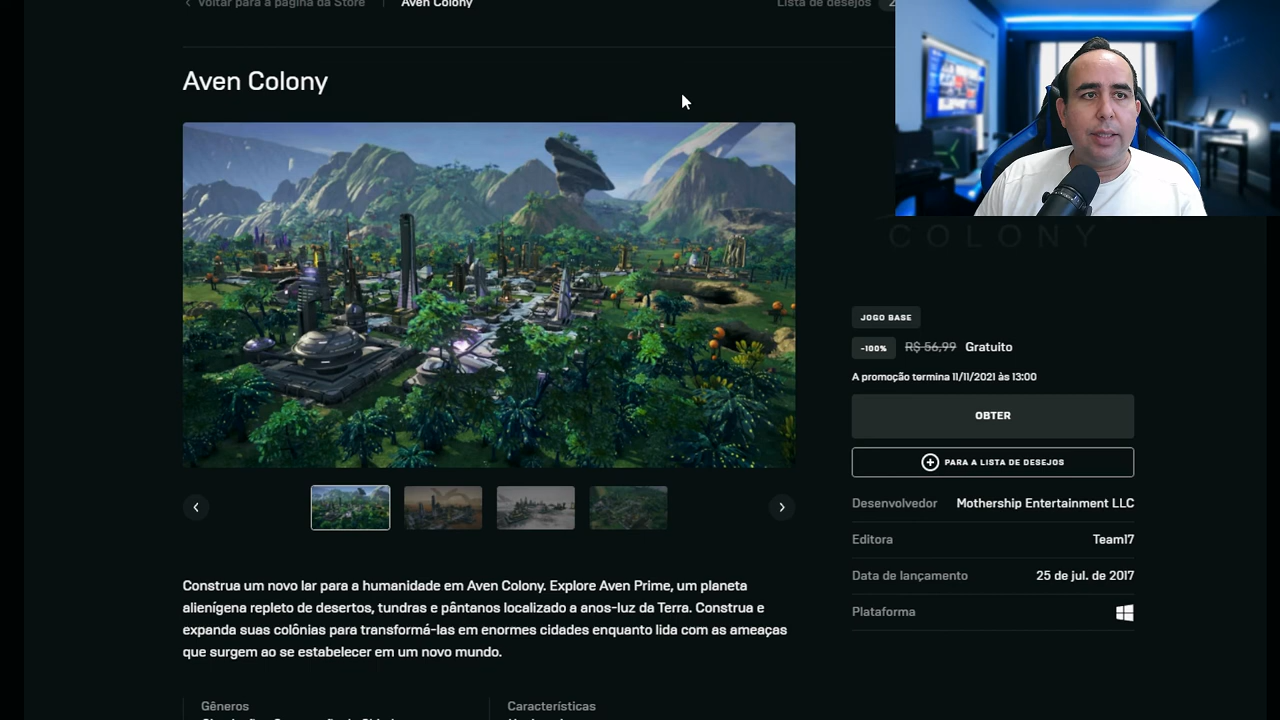 Voltar para a página da Store
Aven Colony
Lista de desejos
Aven Colony
COLONY
JOGO BASE
-100% R$ 56,99 Gratuito
A promoção termina 11/11/2021 às 13:00
OBTER
PARA A LISTA DE DESEJOS
Desenvolvedor Mothership Entertainment LLC
Editora Team17
Data de lançamento 25 de jul. de 2017
Plataforma
Construa um novo lar para a humanidade em Aven Colony. Explore Aven Prime, um planeta
alienígena repleto de desertos, tundras e pântanos localizado a anos-luz da Terra. Construa e
expanda suas colônias para transformá-las em enormes cidades enquanto lida com as ameaças
que surgem ao se estabelecer em um novo mundo.
Gêneros
Características